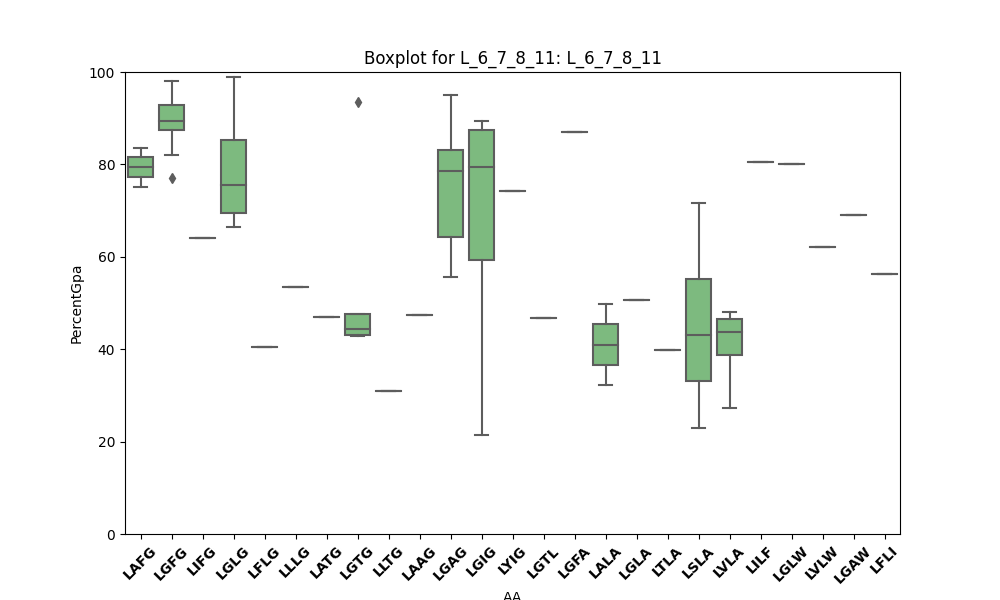 Boxplot for L_6_7_8_11: L_6_7_8_11
100
80
60
40
20
0
PercentGpa
LAFG LGFG LIFG LGLG LFLG LLLG LATG LGTG LLTG LAAG LGAG LGIG LYIG LGTL LGFA LALA LGLA LTLA LSLA LVLA LILF LGLW LVLW LGAW LFLI
AA